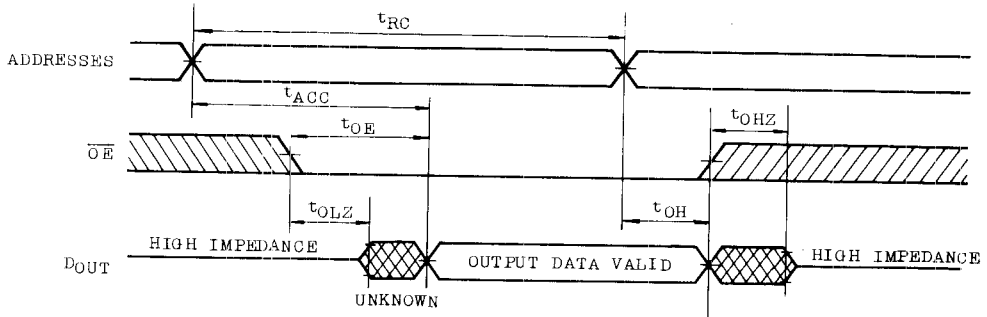 tRC
ADDRESSES
tACC
tOE
tOHZ
OE
tOLZ
tOH
HIGH IMPEDANCE
HIGH IMPEDANCE
DOUT
OUTPUT DATA VALID
UNKNOWN